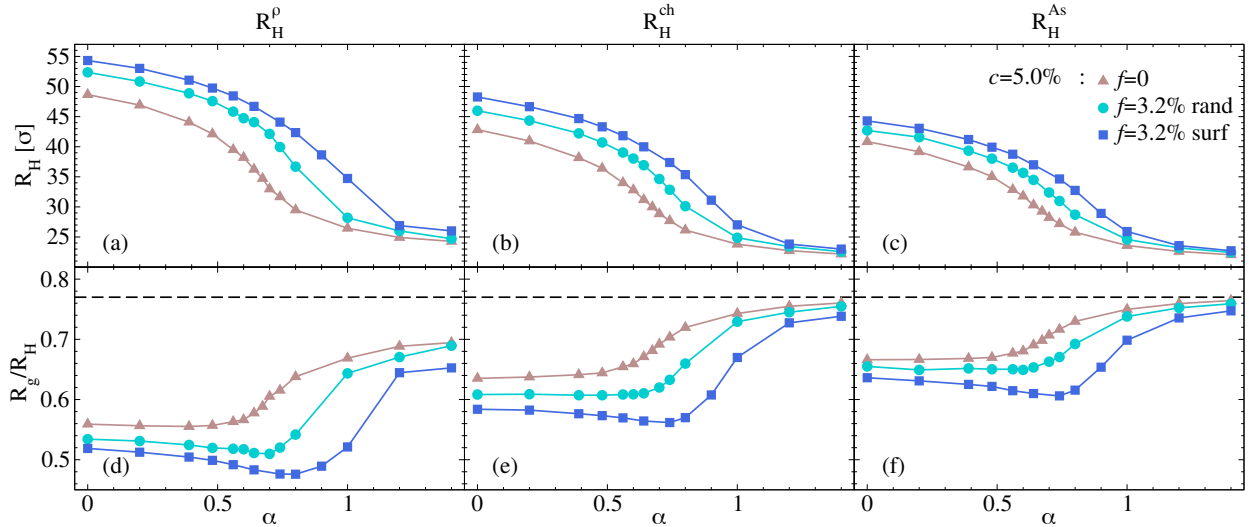 R_H^ρ R_H^ch R_H^As
55
50
45
40
35
30
25
R_H [σ]
(a) (b) (c)
c=5.0% : f=0
f=3.2% rand
f=3.2% surf
0.8
0.7
0.6
0.5
R_g/R_H
(d) (e) (f)
0 0.5 1 0 0.5 1 0 0.5 1
α α α